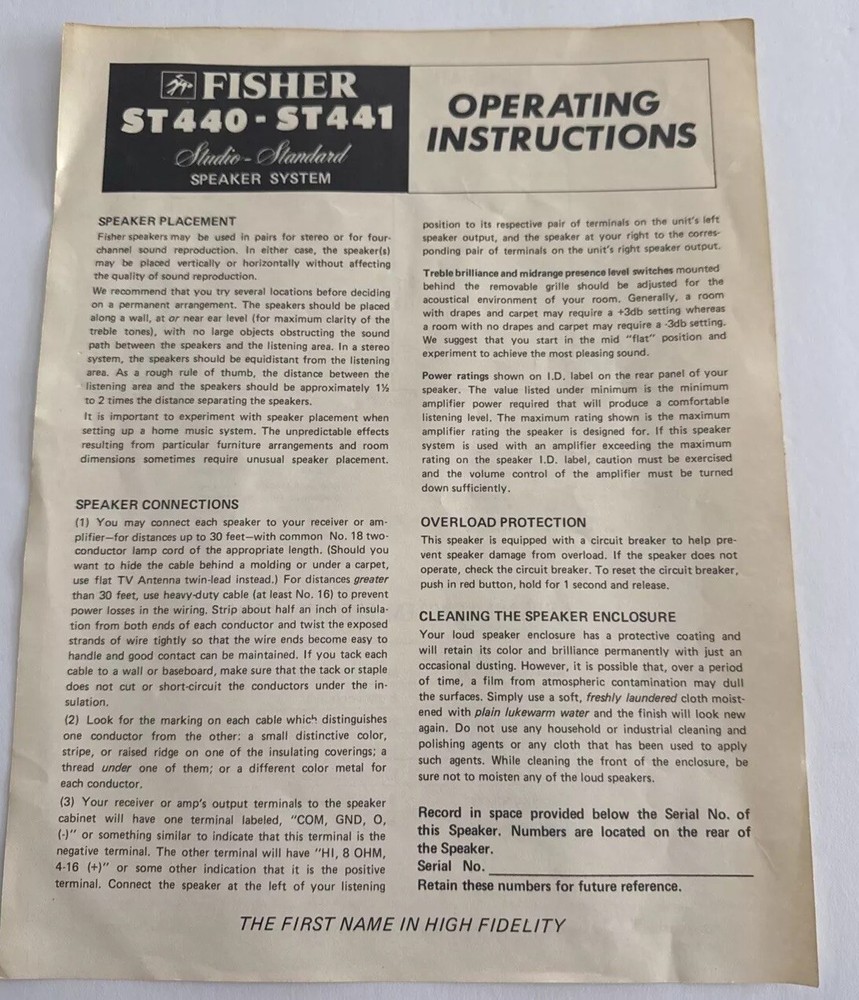 FISHER
ST440 - ST441
Studio - Standard
SPEAKER SYSTEM
OPERATING
INSTRUCTIONS
SPEAKER PLACEMENT
Fisher speakers may be used in pairs for stereo or for four-
channel sound reproduction. In either case, the speaker(s)
may be placed vertically or horizontally without affecting
the quality of sound reproduction.
We recommend that you try several locations before deciding
on a permanent arrangement. The speakers should be placed
along a wall, at or near ear level (for maximum clarity of the
treble tones), with no large objects obstructing the sound
path between the speakers and the listening area. In a stereo
system, the speakers should be equidistant from the listening
area. As a rough rule of thumb, the distance between the
listening area and the speakers should be approximately 1½
to 2 times the distance separating the speakers.
It is important to experiment with speaker placement when
setting up a home music system. The unpredictable effects
resulting from particular furniture arrangements and room
dimensions sometimes require unusual speaker placement.
SPEAKER CONNECTIONS
(1) You may connect each speaker to your receiver or am-
plifier—for distances up to 30 feet—with common No. 18 two-
conductor lamp cord of the appropriate length. (Should you
want to hide the cable behind a molding or under a carpet,
use flat TV Antenna twin-lead instead.) For distances greater
than 30 feet, use heavy-duty cable (at least No. 16) to prevent
power losses in the wiring. Strip about half an inch of insula-
tion from both ends of each conductor and twist the exposed
strands of wire tightly so that the wire ends become easy to
handle and good contact can be maintained. If you tack each
cable to a wall or baseboard, make sure that the tack or staple
does not cut or short-circuit the conductors under the in-
sulation.
(2) Look for the marking on each cable which distinguishes
one conductor from the other: a small distinctive color,
stripe, or raised ridge on one of the insulating coverings; a
thread under one of them; or a different color metal for
each conductor.
(3) Your receiver or amp's output terminals to the speaker
cabinet will have one terminal labeled, "COM, GND, O,
(-)" or something similar to indicate that this terminal is the
negative terminal. The other terminal will have "HI, 8 OHM,
4-16 (+)" or some other indication that it is the positive
terminal. Connect the speaker at the left of your listening
position to its respective pair of terminals on the unit's left
speaker output, and the speaker at your right to the corres-
ponding pair of terminals on the unit's right speaker output.
Treble brilliance and midrange presence level switches mounted
behind the removable grille should be adjusted for the
acoustical environment of your room. Generally, a room
with drapes and carpet may require a +3db setting whereas
a room with no drapes and carpet may require a -3db setting.
We suggest that you start in the mid "flat" position and
experiment to achieve the most pleasing sound.
Power ratings shown on I.D. label on the rear panel of your
speaker. The value listed under minimum is the minimum
amplifier power required that will produce a comfortable
listening level. The maximum rating shown is the maximum
amplifier rating the speaker is designed for. If this speaker
system is used with an amplifier exceeding the maximum
rating on the speaker I.D. label, caution must be exercised
and the volume control of the amplifier must be turned
down sufficiently.
OVERLOAD PROTECTION
This speaker is equipped with a circuit breaker to help pre-
vent speaker damage from overload. If the speaker does not
operate, check the circuit breaker. To reset the circuit breaker,
push in red button, hold for 1 second and release.
CLEANING THE SPEAKER ENCLOSURE
Your loud speaker enclosure has a protective coating and
will retain its color and brilliance permanently with just an
occasional dusting. However, it is possible that, over a period
of time, a film from atmospheric contamination may dull
the surfaces. Simply use a soft, freshly laundered cloth moist-
ened with plain lukewarm water and the finish will look new
again. Do not use any household or industrial cleaning and
polishing agents or any cloth that has been used to apply
such agents. While cleaning the front of the enclosure, be
sure not to moisten any of the loud speakers.
Record in space provided below the Serial No. of
this Speaker. Numbers are located on the rear of
the Speaker.
Serial No.
Retain these numbers for future reference.
THE FIRST NAME IN HIGH FIDELITY